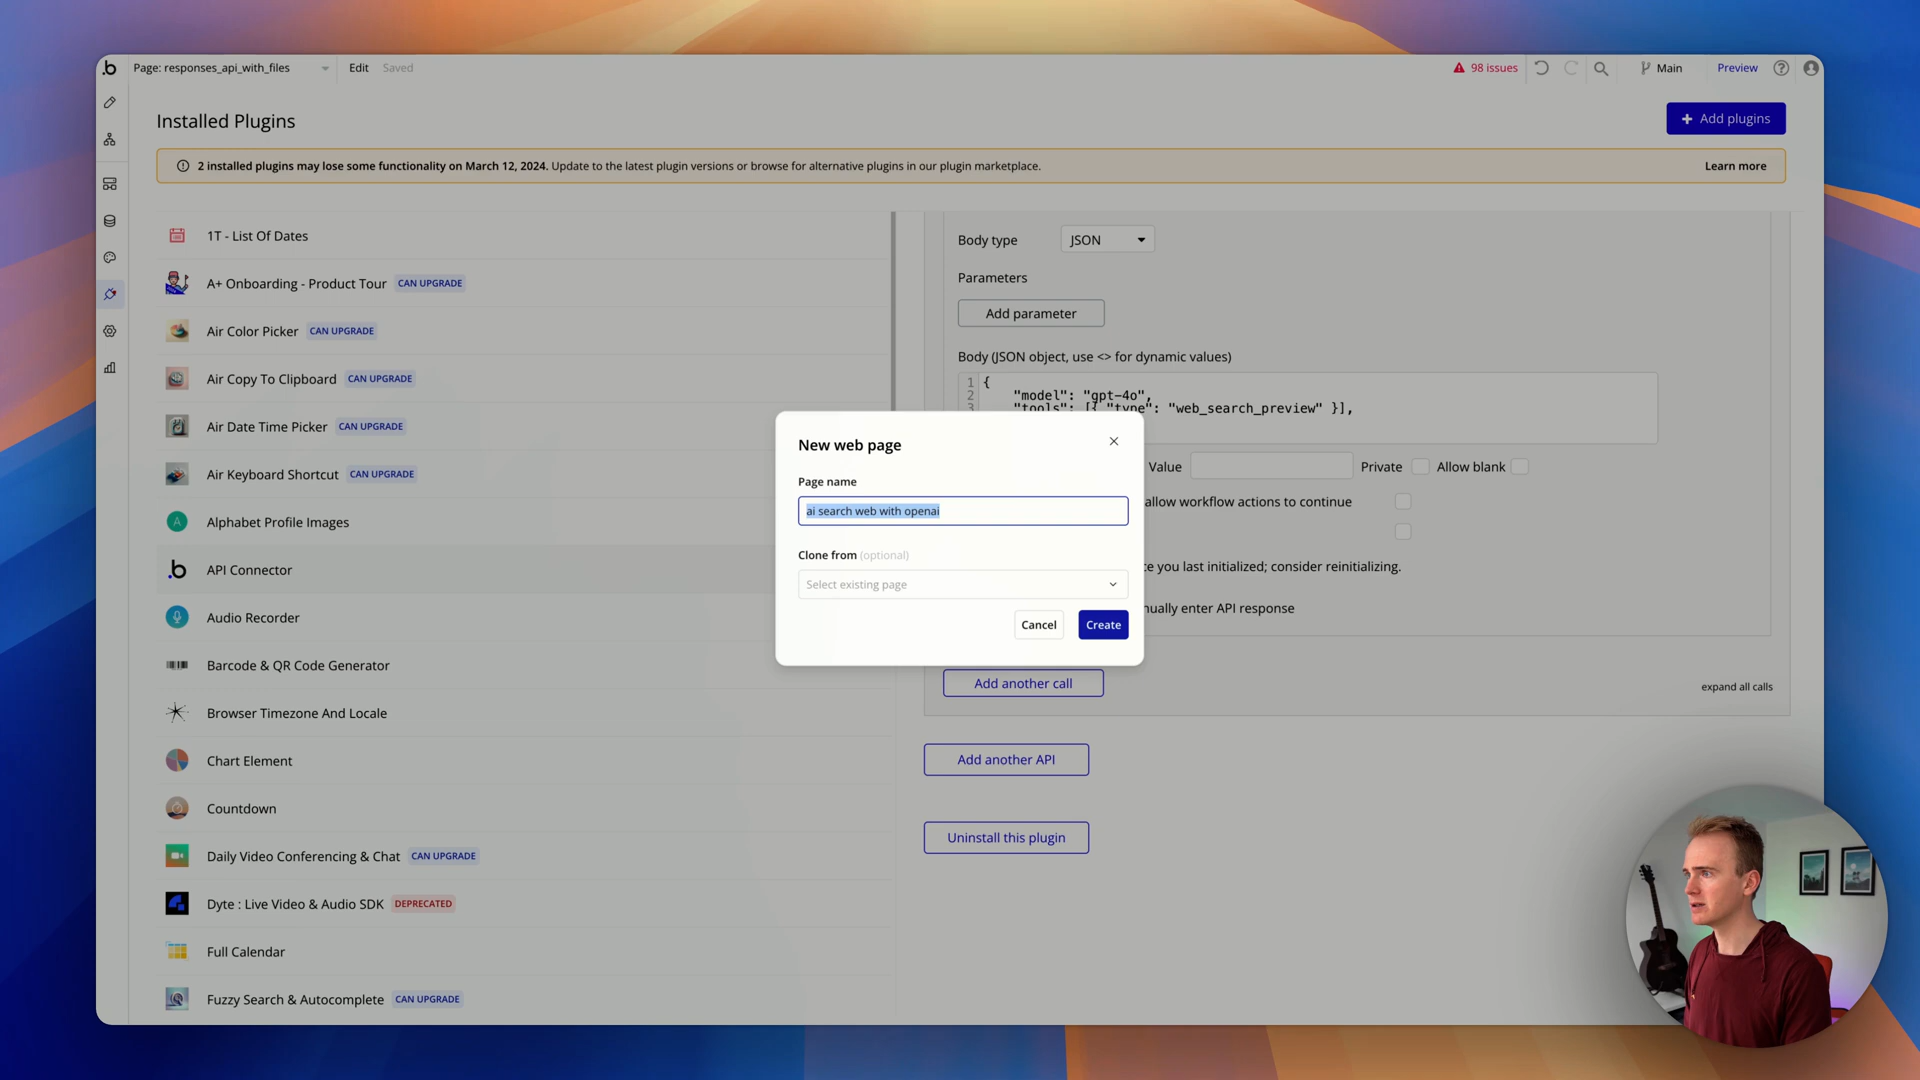 .b Page: responses_api_with_files Edit Saved 98 issues Main Preview
Installed Plugins
+ Add plugins
2 installed plugins may lose some functionality on March 12, 2024. Update to the latest plugin versions or browse for alternative plugins in our plugin marketplace. Learn more
1T - List Of Dates
A+ Onboarding - Product Tour CAN UPGRADE
Air Color Picker CAN UPGRADE
Air Copy To Clipboard CAN UPGRADE
Air Date Time Picker CAN UPGRADE
Air Keyboard Shortcut CAN UPGRADE
Alphabet Profile Images
API Connector
Audio Recorder
Barcode & QR Code Generator
Browser Timezone And Locale
Chart Element
Countdown
Daily Video Conferencing & Chat CAN UPGRADE
Dyte : Live Video & Audio SDK DEPRECATED
Full Calendar
Fuzzy Search & Autocomplete CAN UPGRADE
Body type JSON
Parameters
Add parameter
Body (JSON object, use <> for dynamic values)
1 {
2 "model": "gpt-4o",
3 "tools": [{ "type": "web_search_preview" }],
Value Private Allow blank
allow workflow actions to continue
you last initialized; consider reinitializing.
enter API response
Add another call
expand all calls
Add another API
Uninstall this plugin
New web page
Page name
ai search web with openai
Clone from (optional)
Select existing page
Cancel Create